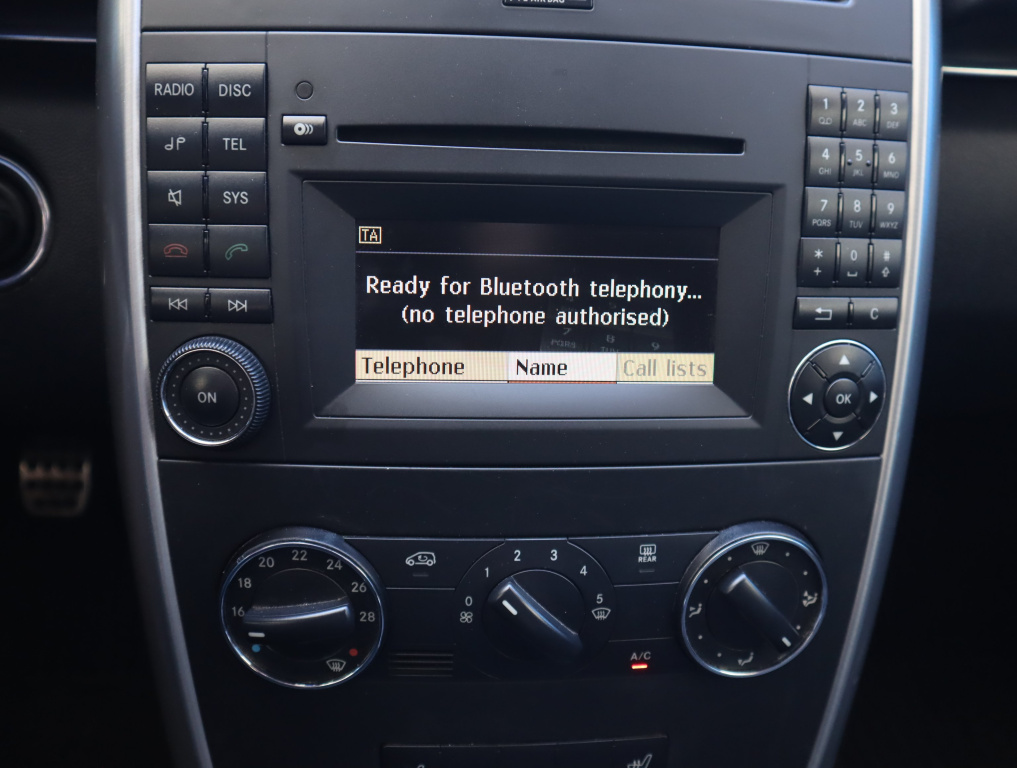 RADIO
DISC
TEL
SYS
ON
TA
Ready for Bluetooth telephony...
(no telephone authorised)
Telephone
Name
Call lists
1
2
ABC
3
DEF
4
GHI
5
JKL
6
MNO
7
PQRS
8
TUV
9
WXYZ
*
+
0
#
C
OK
16
18
20
22
24
26
28
0
1
2
3
4
5
REAR
A/C